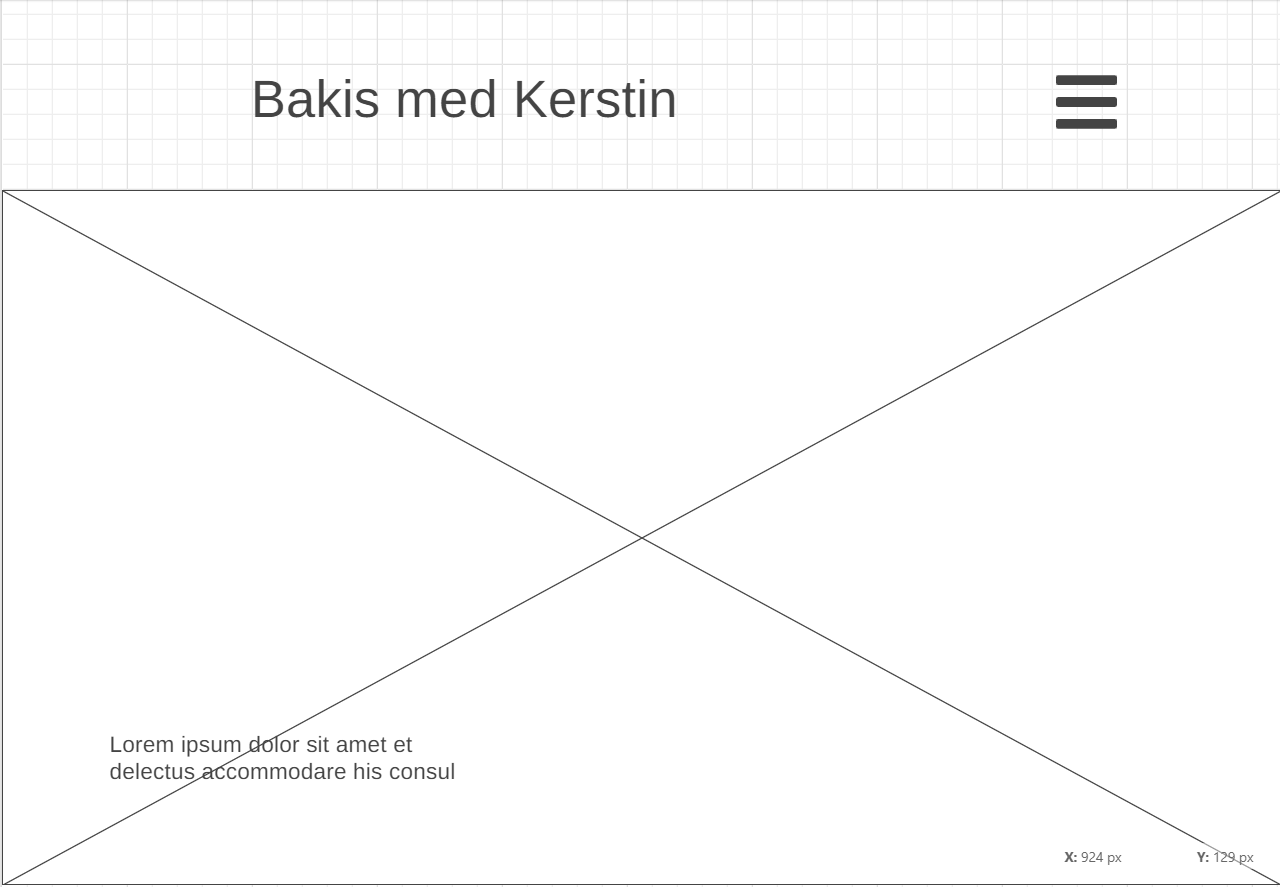 Bakis med Kerstin
Lorem ipsum dolor sit amet et
delectus accommodare his consul
X: 924 px Y: 129 px